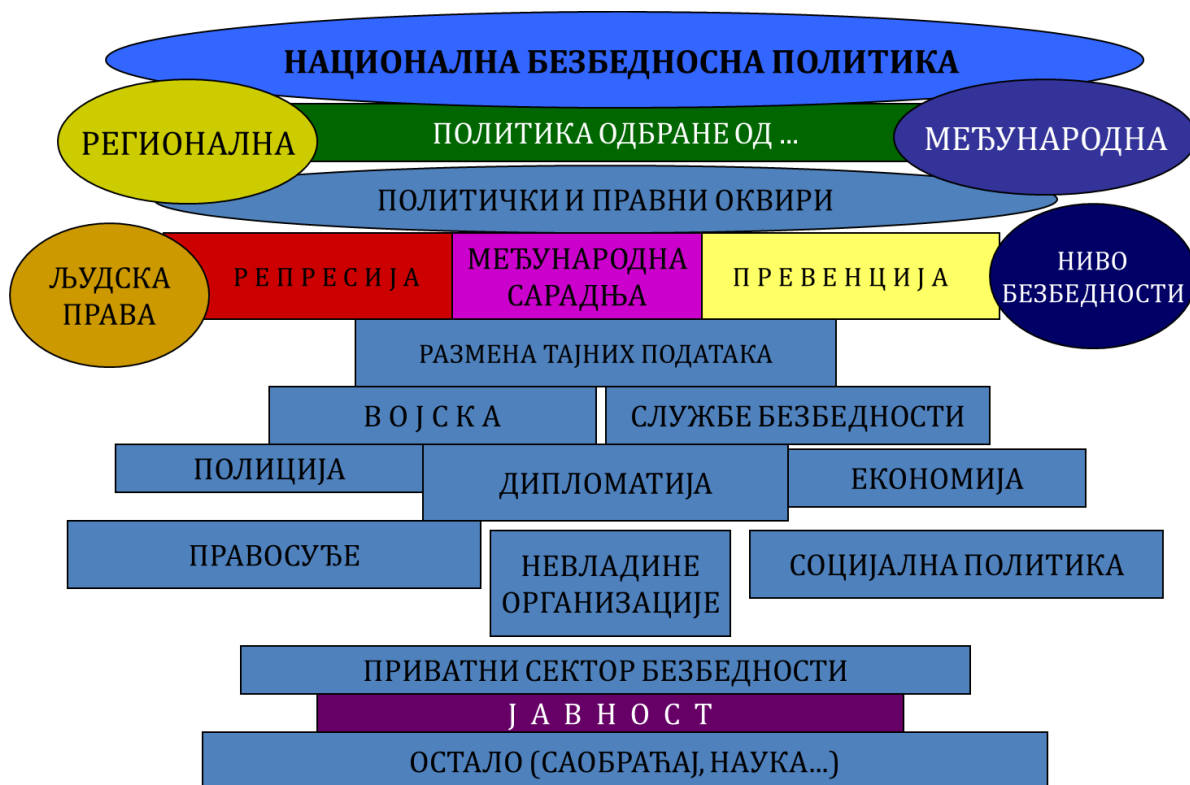 НАЦИОНАЛНА БЕЗБЕДНОСНА ПОЛИТИКА
РЕГИОНАЛНА
ПОЛИТИКА ОДБРАНЕ ОД ...
МЕЂУНАРОДНА
ПОЛИТИЧКИ И ПРАВНИ ОКВИРИ
ЉУДСКА
ПРАВА
Р Е П Р Е С И Ј А
МЕЂУНАРОДНА
САРАДЊА
П Р Е В Е Н Ц И Ј А
НИВО
БЕЗБЕДНОСТИ
РАЗМЕНА ТАЈНИХ ПОДАТАКА
В О Ј С К А
СЛУЖБЕ БЕЗБЕДНОСТИ
ПОЛИЦИЈА
ДИПЛОМАТИЈА
ЕКОНОМИЈА
ПРАВОСУЂЕ
НЕВЛАДИНЕ
ОРГАНИЗАЦИЈЕ
СОЦИЈАЛНА ПОЛИТИКА
ПРИВАТНИ СЕКТОР БЕЗБЕДНОСТИ
Ј А В Н О С Т
ОСТАЛО (САОБРАЋАЈ, НАУКА...)